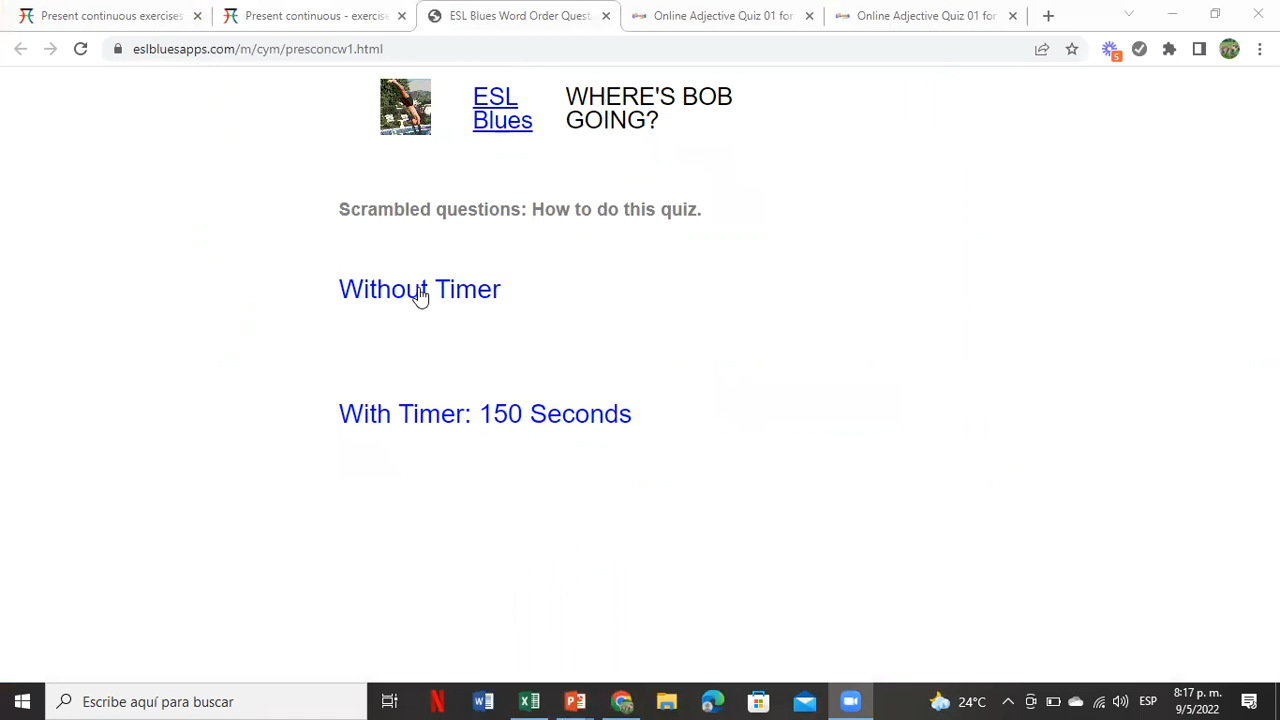 Present continuous exercises
Present continuous - exercise
ESL Blues Word Order Quest
Online Adjective Quiz 01 for
Online Adjective Quiz 01 for
eslbluesapps.com/m/cym/presconcw1.html
5
ESL
Blues
WHERE'S BOB
GOING?
Scrambled questions: How to do this quiz.
Without Timer
With Timer: 150 Seconds
Escribe aquí para buscar
24°C
ESP
8:17 p. m.
9/5/2022